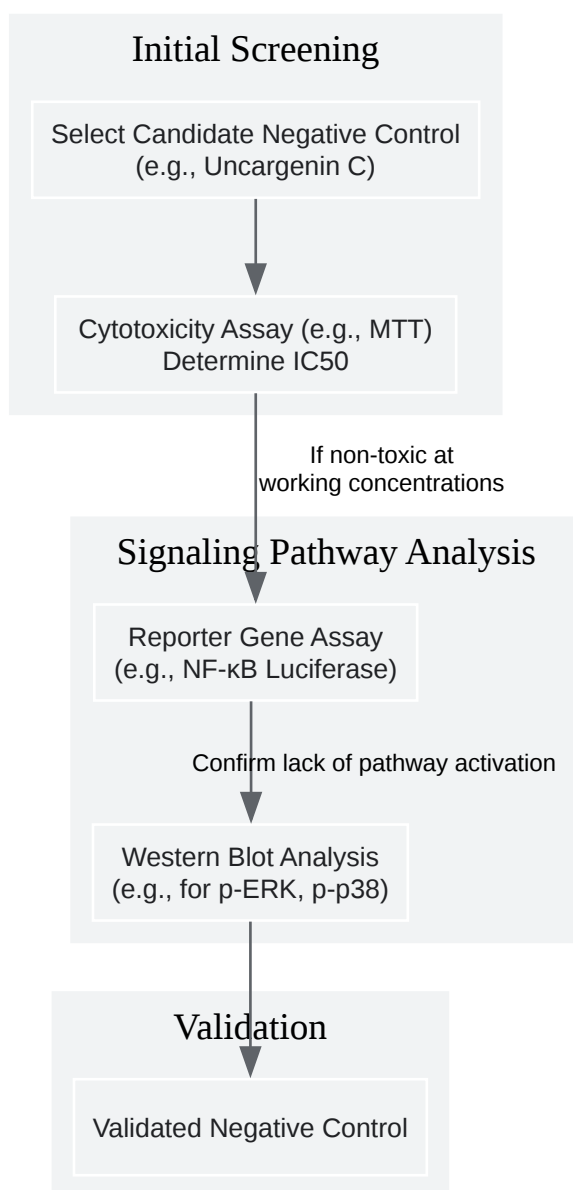 Initial Screening
Select Candidate Negative Control
(e.g., Uncargenin C)
Cytotoxicity Assay (e.g., MTT)
Determine IC50
If non-toxic at
working concentrations
Signaling Pathway Analysis
Reporter Gene Assay
(e.g., NF-κB Luciferase)
Confirm lack of pathway activation
Western Blot Analysis
(e.g., for p-ERK, p-p38)
Validation
Validated Negative Control